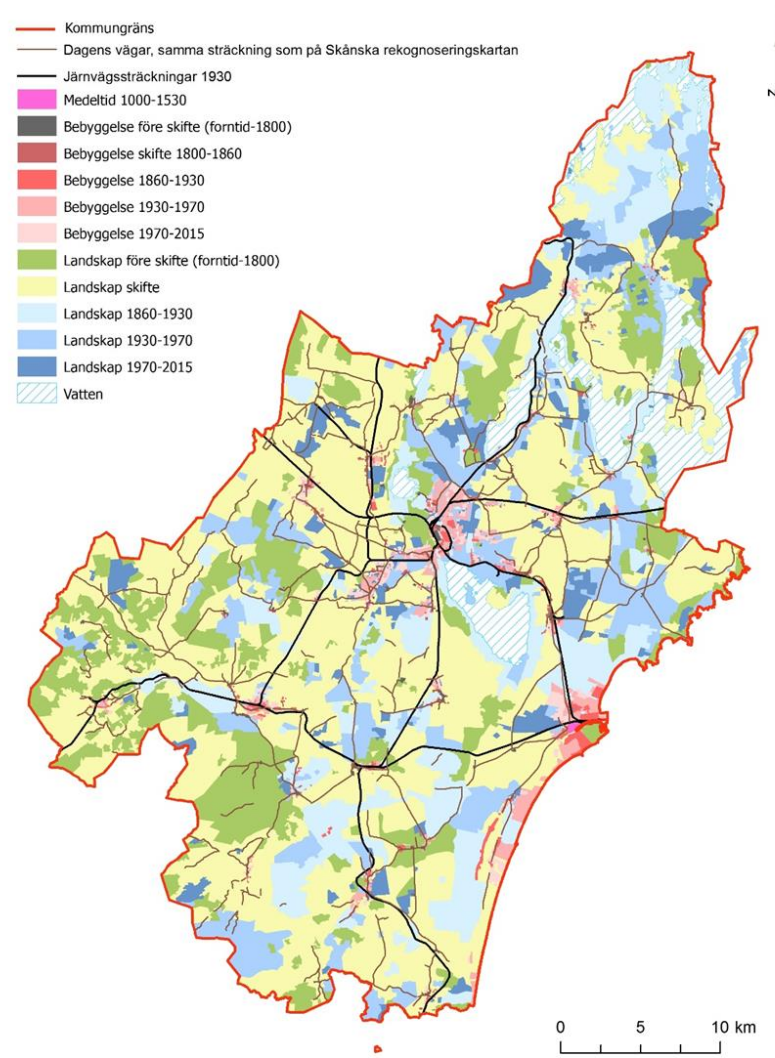 Kommungräns
Dagens vägar, samma sträckning som på Skånska rekognoseringskartan
Järnvägssträckningar 1930
Medeltid 1000-1530
Bebyggelse före skifte (forntid-1800)
Bebyggelse skifte 1800-1860
Bebyggelse 1860-1930
Bebyggelse 1930-1970
Bebyggelse 1970-2015
Landskap före skifte (forntid-1800)
Landskap skifte
Landskap 1860-1930
Landskap 1930-1970
Landskap 1970-2015
Vatten
0 5 10 km